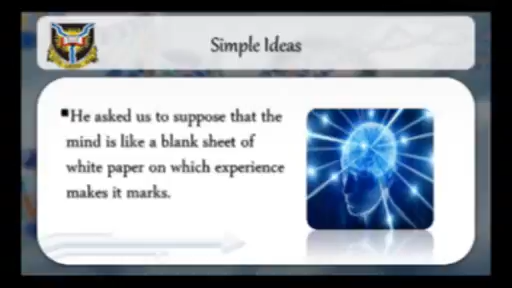 Simple Ideas
▪He asked us to suppose that the
mind is like a blank sheet of
white paper on which experience
makes it marks.